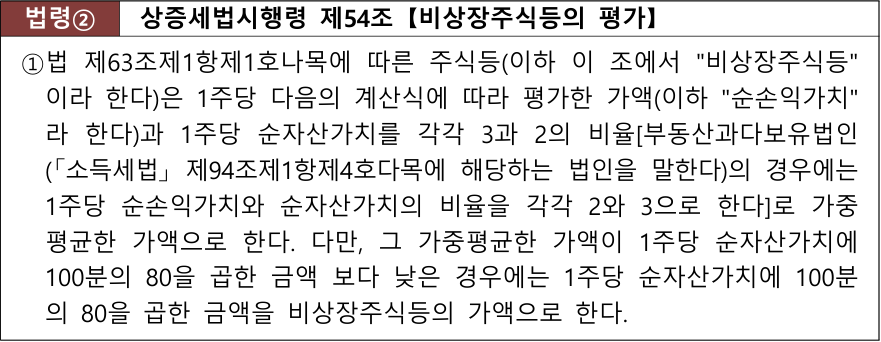 법령② 상증세법시행령 제54조【비상장주식등의 평가】
①법 제63조제1항제1호나목에 따른 주식등(이하 이 조에서 "비상장주식등"
이라 한다)은 1주당 다음의 계산식에 따라 평가한 가액(이하 "순손익가치"
라 한다)과 1주당 순자산가치를 각각 3과 2의 비율[부동산과다보유법인
(「소득세법」 제94조제1항제4호다목에 해당하는 법인을 말한다)의 경우에는
1주당 순손익가치와 순자산가치의 비율을 각각 2와 3으로 한다]로 가중
평균한 가액으로 한다. 다만, 그 가중평균한 가액이 1주당 순자산가치에
100분의 80을 곱한 금액 보다 낮은 경우에는 1주당 순자산가치에 100분
의 80을 곱한 금액을 비상장주식등의 가액으로 한다.